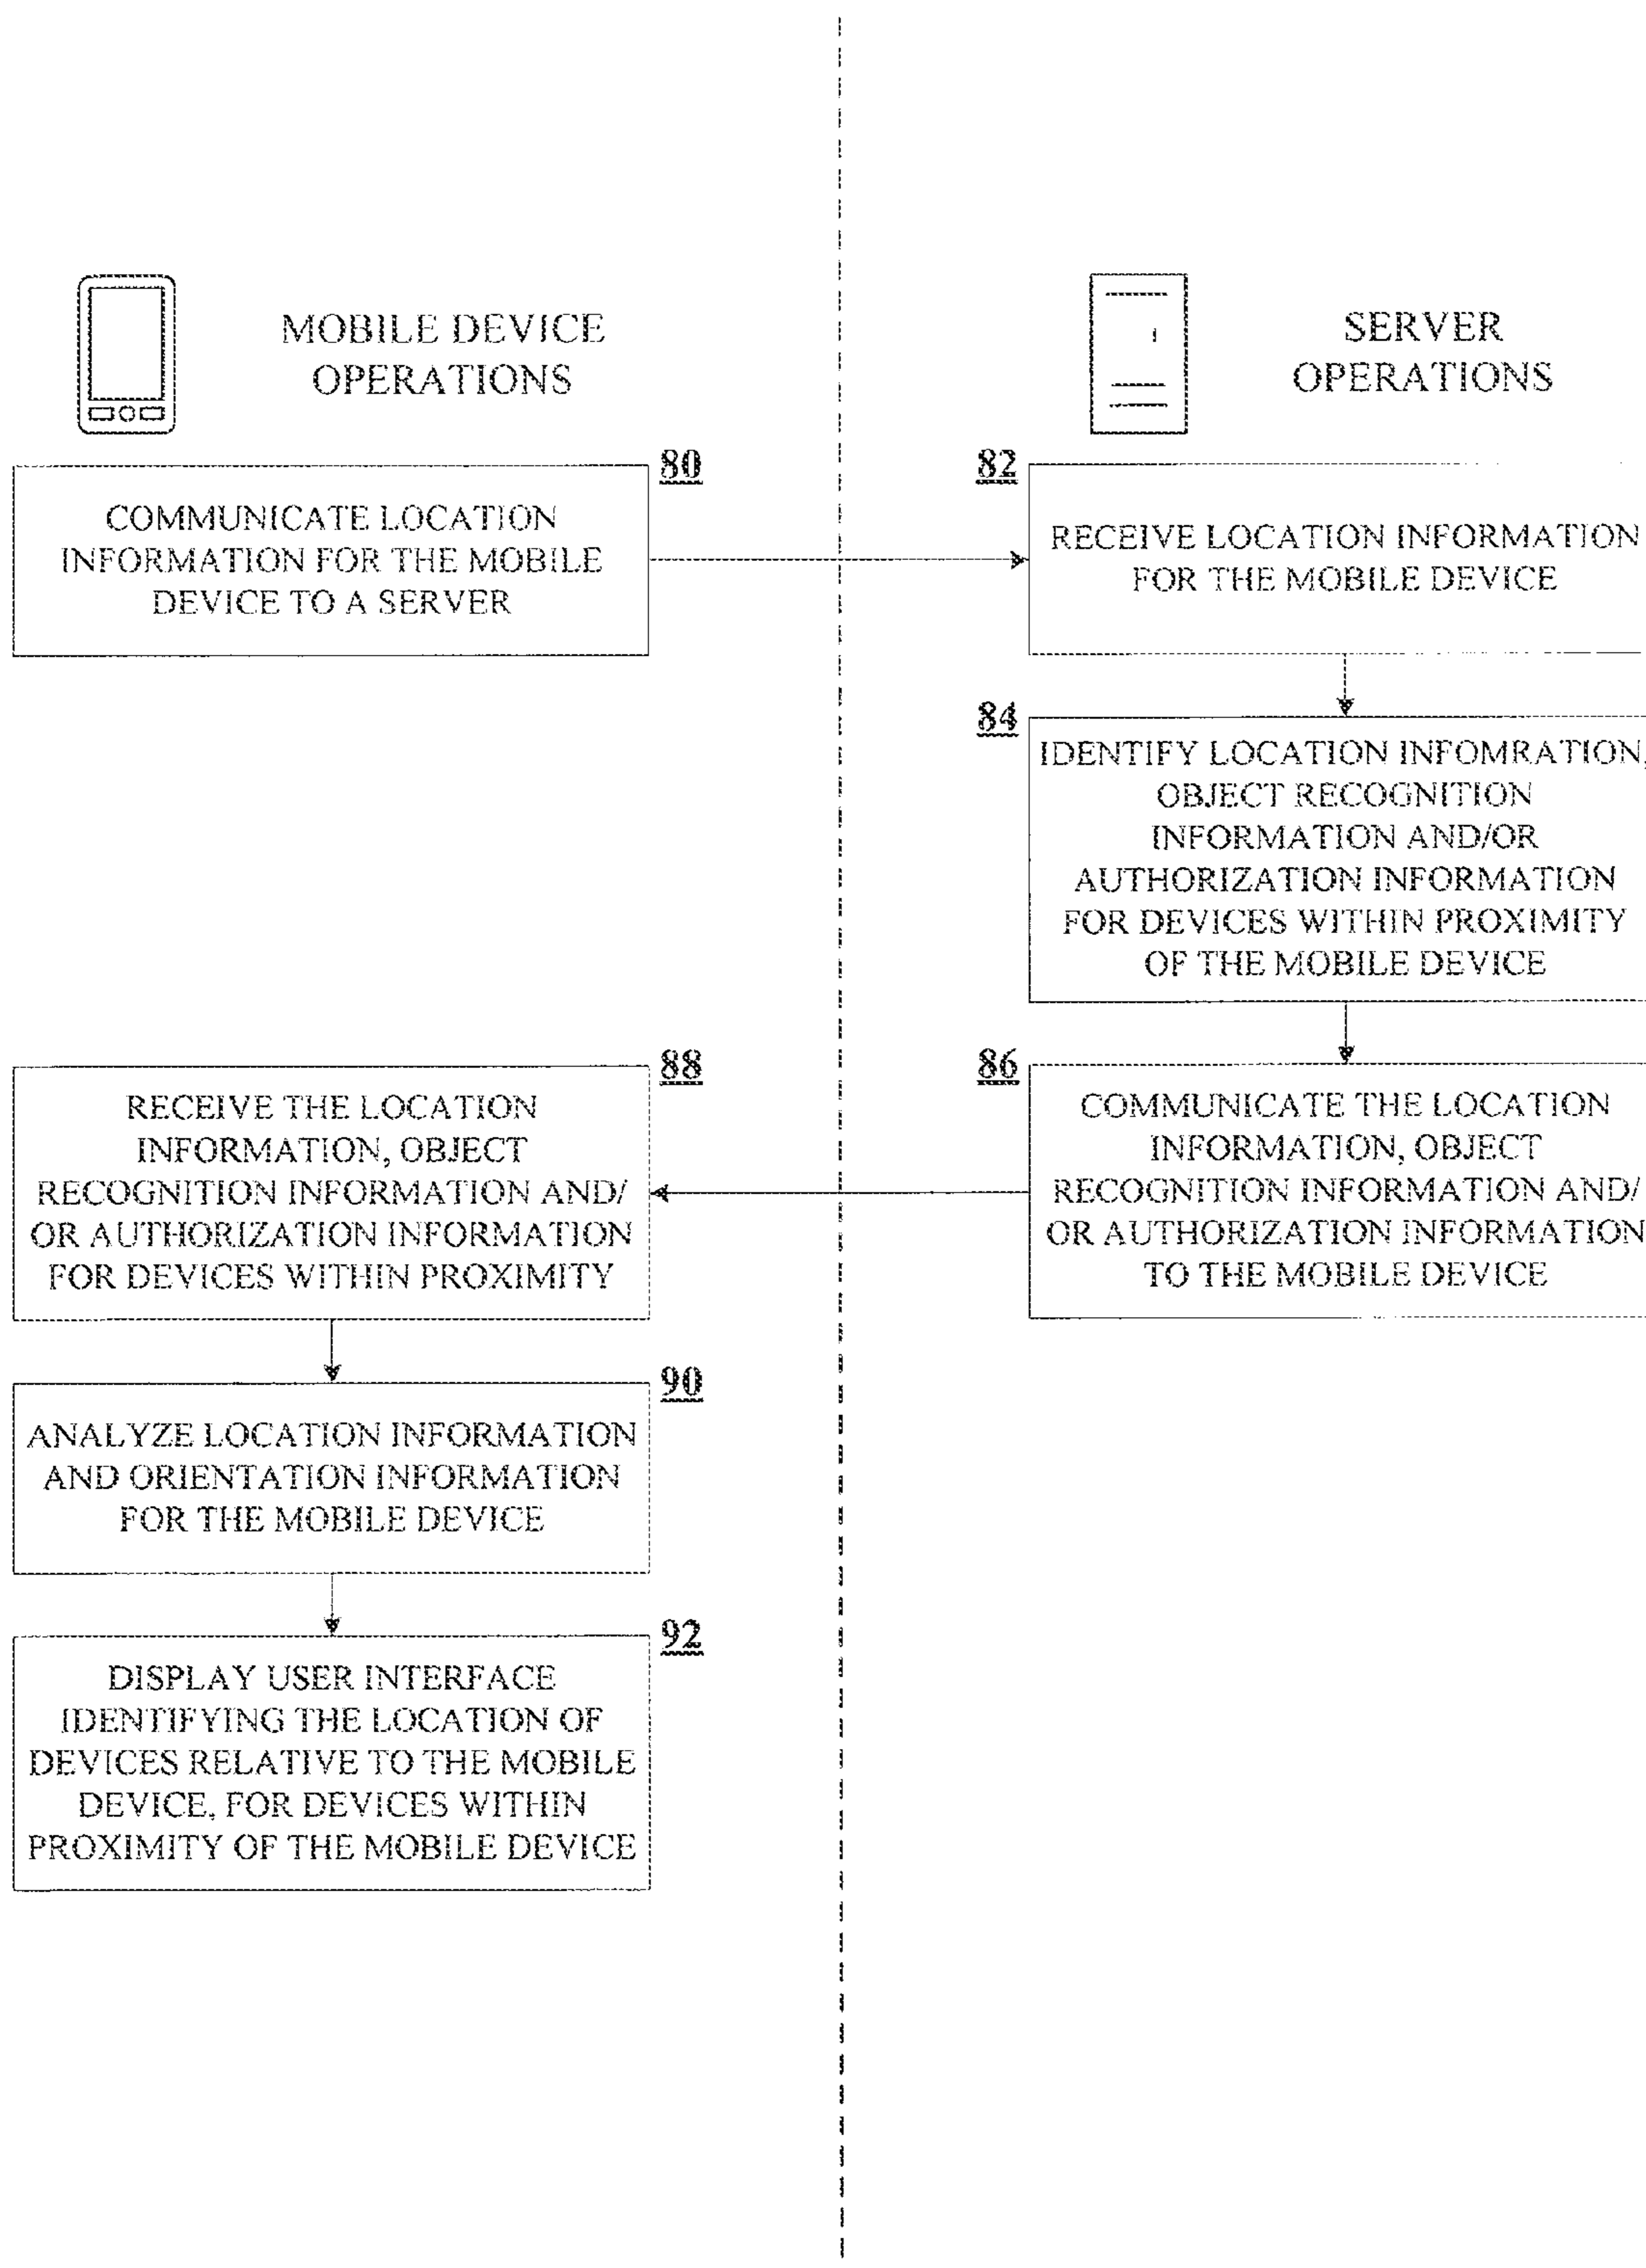 MOBILE DEVICE
OPERATIONS
SERVER
OPERATIONS
80
COMMUNICATE LOCATION
INFORMATION FOR THE MOBILE
DEVICE TO A SERVER
82
RECEIVE LOCATION INFORMATION
FOR THE MOBILE DEVICE
84
IDENTIFY LOCATION INFOMRATION,
OBJECT RECOGNITION
INFORMATION AND/OR
AUTHORIZATION INFORMATION
FOR DEVICES WITHIN PROXIMITY
OF THE MOBILE DEVICE
86
COMMUNICATE THE LOCATION
INFORMATION, OBJECT
RECOGNITION INFORMATION AND/
OR AUTHORIZATION INFORMATION
TO THE MOBILE DEVICE
88
RECEIVE THE LOCATION
INFORMATION, OBJECT
RECOGNITION INFORMATION AND/
OR AUTHORIZATION INFORMATION
FOR DEVICES WITHIN PROXIMITY
90
ANALYZE LOCATION INFORMATION
AND ORIENTATION INFORMATION
FOR THE MOBILE DEVICE
92
DISPLAY USER INTERFACE
IDENTIFYING THE LOCATION OF
DEVICES RELATIVE TO THE MOBILE
DEVICE, FOR DEVICES WITHIN
PROXIMITY OF THE MOBILE DEVICE